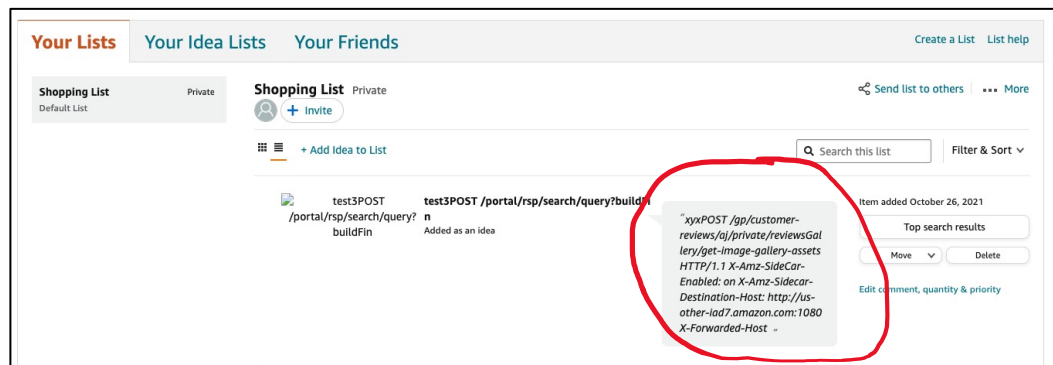 Your Lists
Your Idea Lists
Your Friends
Create a List
List help
Shopping List
Private
Default List
Shopping List Private
+ Invite
Send list to others
... More
+ Add Idea to List
Search this list
Filter & Sort
test3POST
/portal/rsp/search/query?
buildFin
test3POST /portal/rsp/search/query?buildFi
n
Added as an idea
"xyxPOST /gp/customer-
reviews/aj/private/reviewsGal
lery/get-image-gallery-assets
HTTP/1.1 X-Amz-SideCar-
Enabled: on X-Amz-Sidecar-
Destination-Host: http://us-
other-iad7.amazon.com:1080
X-Forwarded-Host "
Item added October 26, 2021
Top search results
Move
Delete
Edit comment, quantity & priority